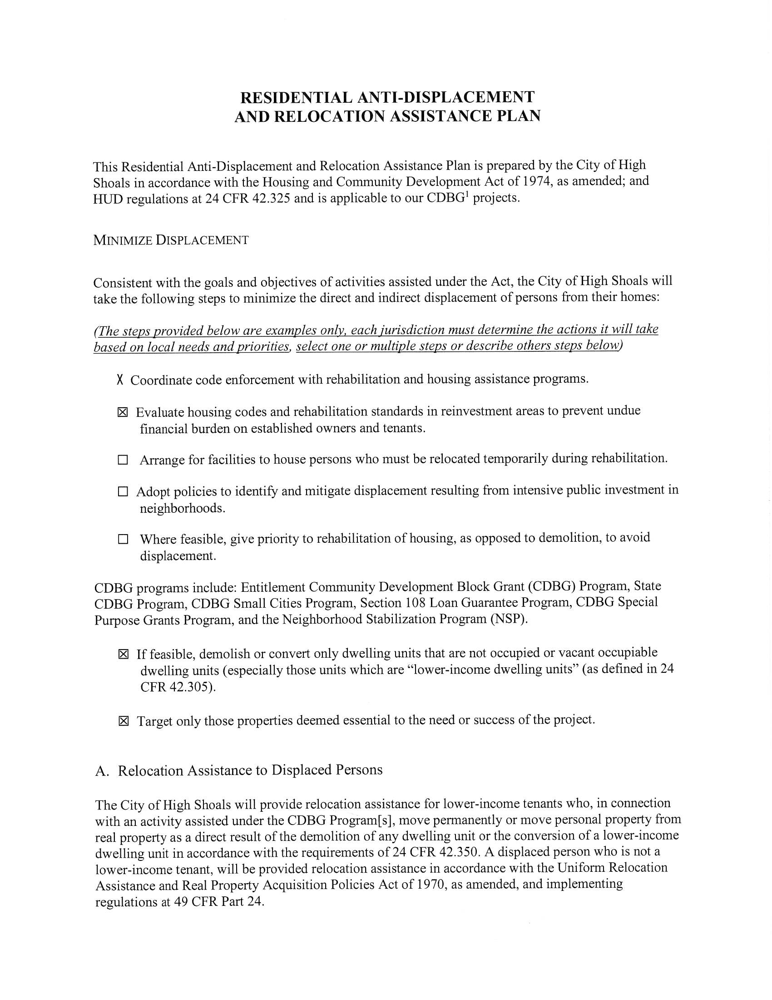 RESIDENTIAL ANTI-DISPLACEMENT
AND RELOCATION ASSISTANCE PLAN
This Residential Anti-Displacement and Relocation Assistance Plan is prepared by the City of High
Shoals in accordance with the Housing and Community Development Act of 1974, as amended; and
HUD regulations at 24 CFR 42.325 and is applicable to our CDBG¹ projects.
MINIMIZE DISPLACEMENT
Consistent with the goals and objectives of activities assisted under the Act, the City of High Shoals will
take the following steps to minimize the direct and indirect displacement of persons from their homes:
(The steps provided below are examples only, each jurisdiction must determine the actions it will take
based on local needs and priorities, select one or multiple steps or describe others steps below)
X Coordinate code enforcement with rehabilitation and housing assistance programs.
☒ Evaluate housing codes and rehabilitation standards in reinvestment areas to prevent undue
financial burden on established owners and tenants.
☐ Arrange for facilities to house persons who must be relocated temporarily during rehabilitation.
☐ Adopt policies to identify and mitigate displacement resulting from intensive public investment in
neighborhoods.
☐ Where feasible, give priority to rehabilitation of housing, as opposed to demolition, to avoid
displacement.
CDBG programs include: Entitlement Community Development Block Grant (CDBG) Program, State
CDBG Program, CDBG Small Cities Program, Section 108 Loan Guarantee Program, CDBG Special
Purpose Grants Program, and the Neighborhood Stabilization Program (NSP).
☒ If feasible, demolish or convert only dwelling units that are not occupied or vacant occupiable
dwelling units (especially those units which are “lower-income dwelling units” (as defined in 24
CFR 42.305).
☒ Target only those properties deemed essential to the need or success of the project.
A. Relocation Assistance to Displaced Persons
The City of High Shoals will provide relocation assistance for lower-income tenants who, in connection
with an activity assisted under the CDBG Program[s], move permanently or move personal property from
real property as a direct result of the demolition of any dwelling unit or the conversion of a lower-income
dwelling unit in accordance with the requirements of 24 CFR 42.350. A displaced person who is not a
lower-income tenant, will be provided relocation assistance in accordance with the Uniform Relocation
Assistance and Real Property Acquisition Policies Act of 1970, as amended, and implementing
regulations at 49 CFR Part 24.